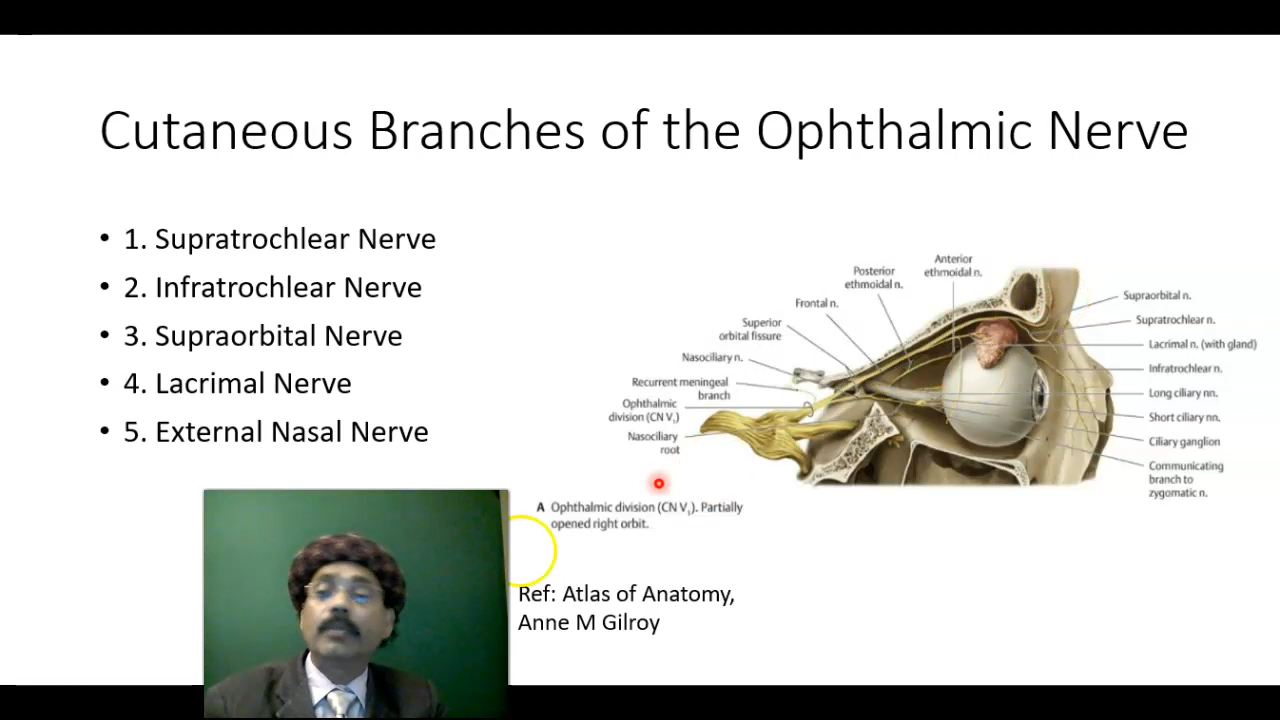 Cutaneous Branches of the Ophthalmic Nerve
• 1. Supratrochlear Nerve
• 2. Infratrochlear Nerve
• 3. Supraorbital Nerve
• 4. Lacrimal Nerve
• 5. External Nasal Nerve
Anterior
ethmoidal n.
Posterior
ethmoidal n.
Frontal n.
Superior
orbital fissure
Nasociliary n.
Recurrent meningeal
branch
Ophthalmic
division (CN V₁)
Nasociliary
root
Supraorbital n.
Supratrochlear n.
Lacrimal n. (with gland)
Infratrochlear n.
Long ciliary nn.
Short ciliary nn.
Ciliary ganglion
Communicating
branch to
zygomatic n.
A Ophthalmic division (CN V₁). Partially
opened right orbit.
Ref: Atlas of Anatomy,
Anne M Gilroy